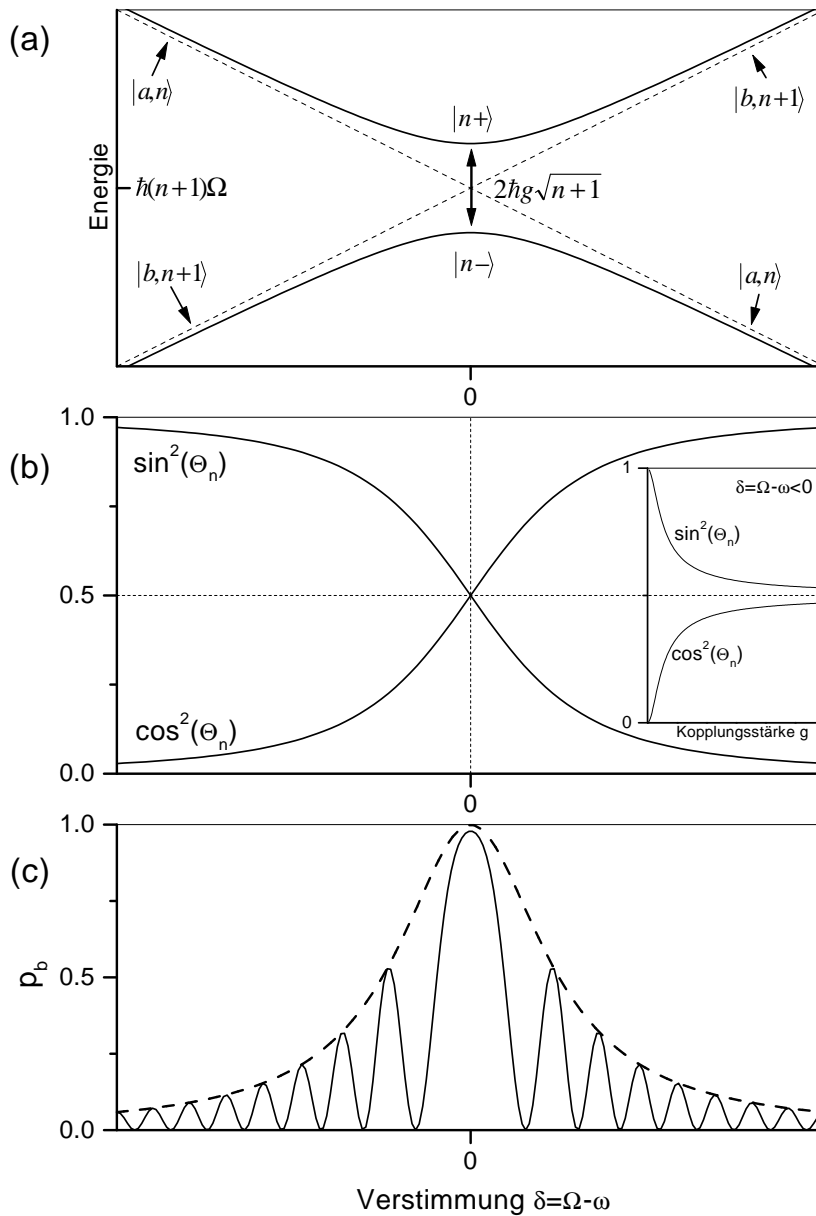 (a)
|a,n⟩
|n+⟩
|b,n+1⟩
Energie
ħ(n+1)Ω
2ħg√n+1
|b,n+1⟩
|n-⟩
|a,n⟩
0
(b)
1.0
sin²(Θₙ)
0.5
cos²(Θₙ)
0.0
0
1
δ=Ω-ω<0
sin²(Θₙ)
cos²(Θₙ)
0
Kopplungsstärke g
(c)
1.0
0.5
0.0
p_b
0
Verstimmung δ=Ω-ω